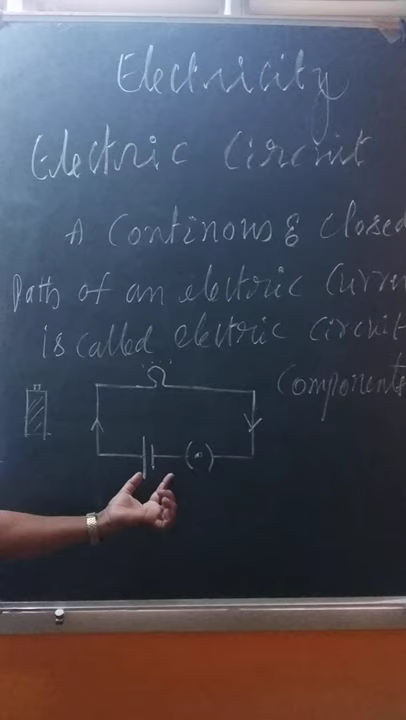 Electricity
Electric Circuit
A Continous & Closed
Path of an electric Curren
is called electric circuit
Components